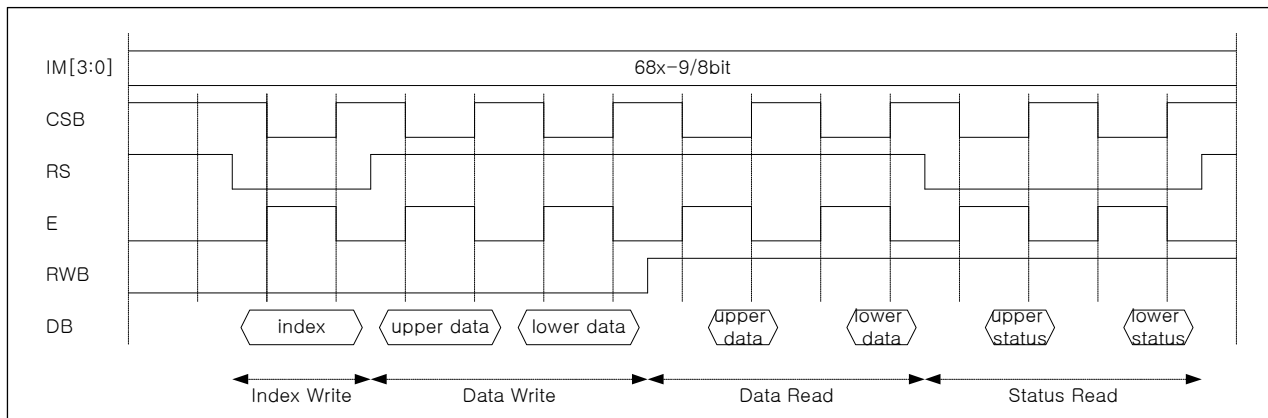 IM[3:0]
68x-9/8bit
CSB
RS
E
RWB
DB
index
upper data
lower data
upper
data
lower
data
upper
status
lower
status
Index Write
Data Write
Data Read
Status Read